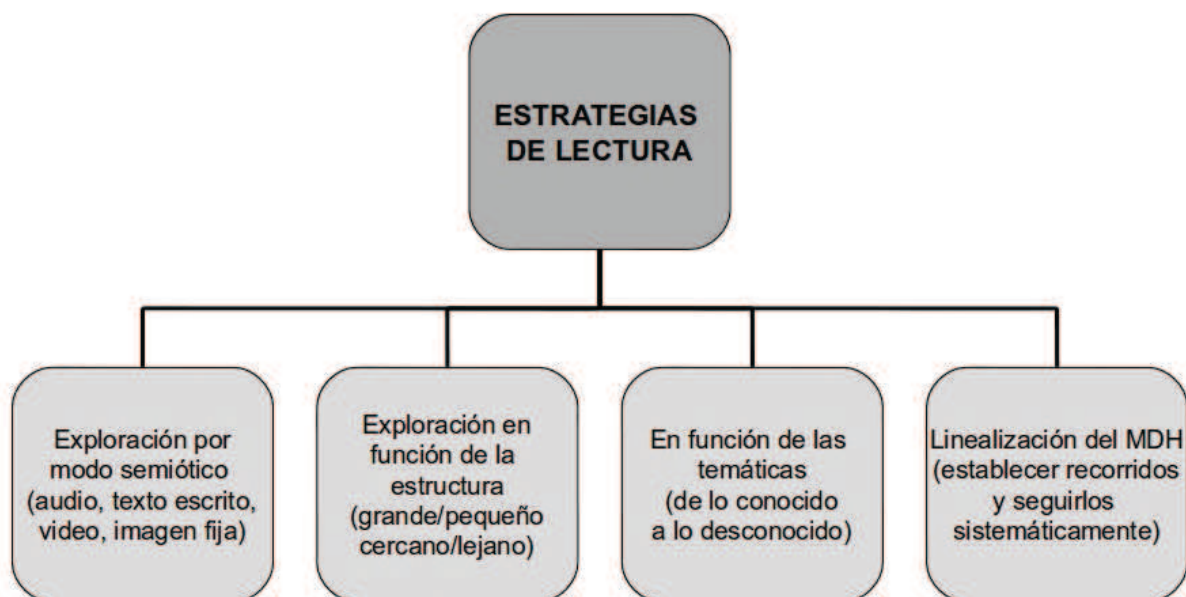 ESTRATEGIAS
DE LECTURA
Exploración por
modo semiótico
(audio, texto escrito,
video, imagen fija)
Exploración en
función de la
estructura
(grande/pequeño
cercano/lejano)
En función de las
temáticas
(de lo conocido
a lo desconocido)
Linealización del MDH
(establecer recorridos
y seguirlos
sistemáticamente)